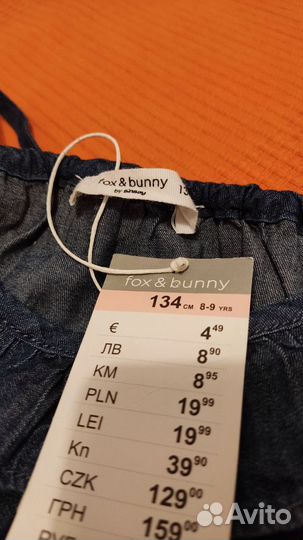 fox & bunny
by sinsay
13
fox & bunny
134 CM 8-9 YRS
€ 4 49
ЛВ 8 90
KM 8 95
PLN 19 99
LEI 19 99
Kn 39 90
CZK 129 00
ГРН 159 00
Avito